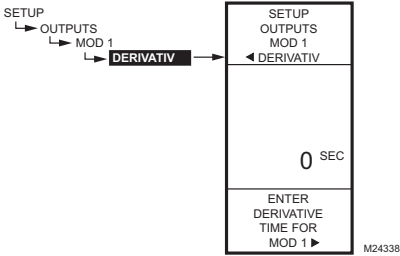 SETUP
OUTPUTS
MOD 1
DERIVATIV
SETUP
OUTPUTS
MOD 1
◄ DERIVATIV
0 SEC
ENTER
DERIVATIVE
TIME FOR
MOD 1 ►
M24338